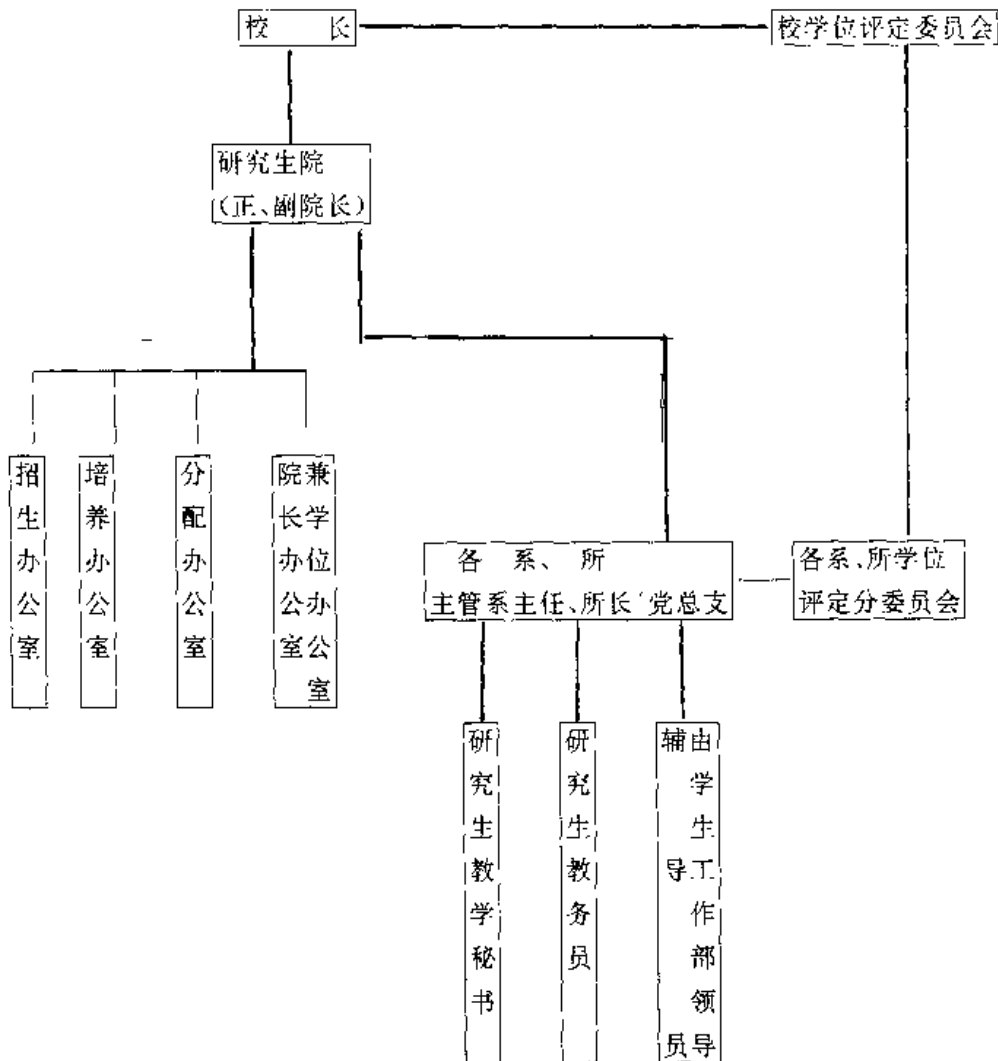 校 长
校学位评定委员会
研究生院
(正、副院长)
招生办公室
培养办公室
分配办公室
院长办公室
兼学位办公室
各 系、 所
主管系主任、所长 党总支
各系、所学位
评定分委员会
研究生教学秘书
研究生教务员
辅导员
由学生工作部领导